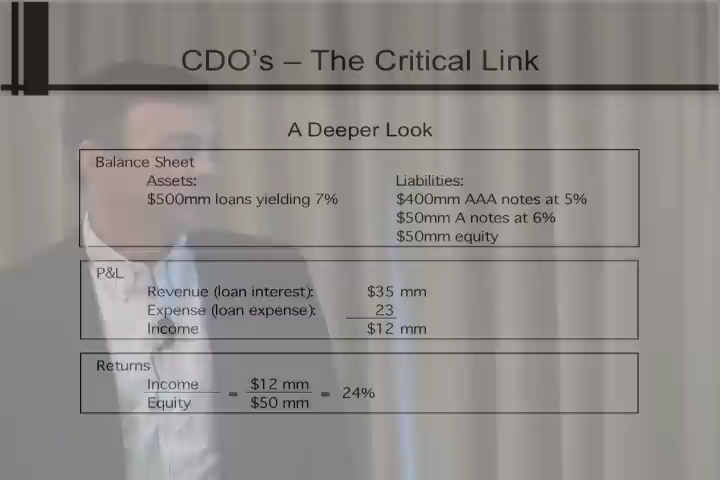 CDO's – The Critical Link
A Deeper Look
Balance Sheet
Assets: Liabilities:
$500mm loans yielding 7% $400mm AAA notes at 5%
$50mm A notes at 6%
$50mm equity
P&L
Revenue (loan interest): $35 mm
Expense (loan expense): 23
Income $12 mm
Returns
Income = $12 mm = 24%
Equity $50 mm